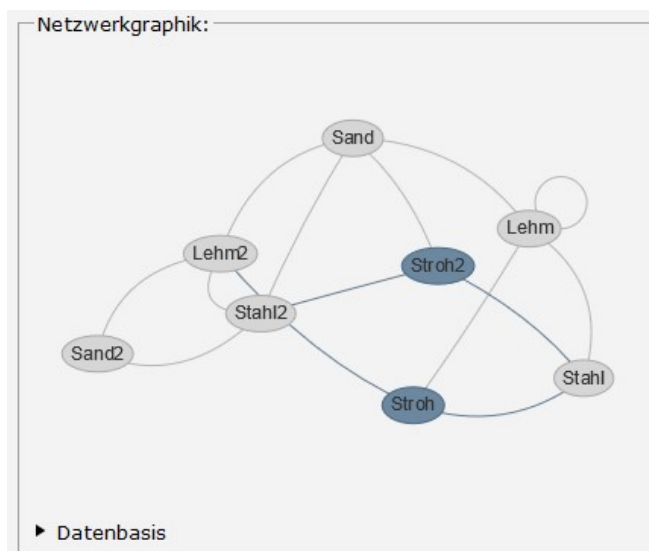 Netzwerkgraphik:
Sand
Lehm
Lehm2
Stroh2
Stahl2
Sand2
Stahl
Stroh
Datenbasis